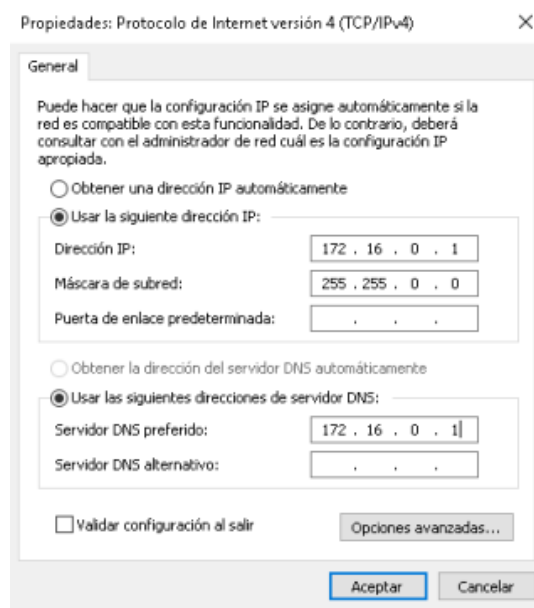 Propiedades: Protocolo de Internet versión 4 (TCP/IPv4)
General
Puede hacer que la configuración IP se asigne automáticamente si la
red es compatible con esta funcionalidad. De lo contrario, deberá
consultar con el administrador de red cuál es la configuración IP
apropiada.
Obtener una dirección IP automáticamente
Usar la siguiente dirección IP:
Dirección IP: 172 . 16 . 0 . 1
Máscara de subred: 255 . 255 . 0 . 0
Puerta de enlace predeterminada: . . .
Obtener la dirección del servidor DNS automáticamente
Usar las siguientes direcciones de servidor DNS:
Servidor DNS preferido: 172 . 16 . 0 . 1
Servidor DNS alternativo: . . .
Validar configuración al salir Opciones avanzadas...
Aceptar Cancelar